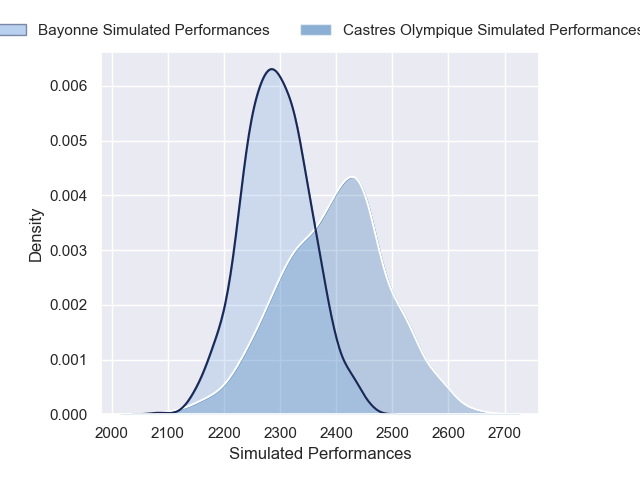 Bayonne Simulated Performances
Castres Olympique Simulated Performances
0.006
0.005
0.004
0.003
0.002
0.001
0.000
Density
2000 2100 2200 2300 2400 2500 2600 2700
Simulated Performances